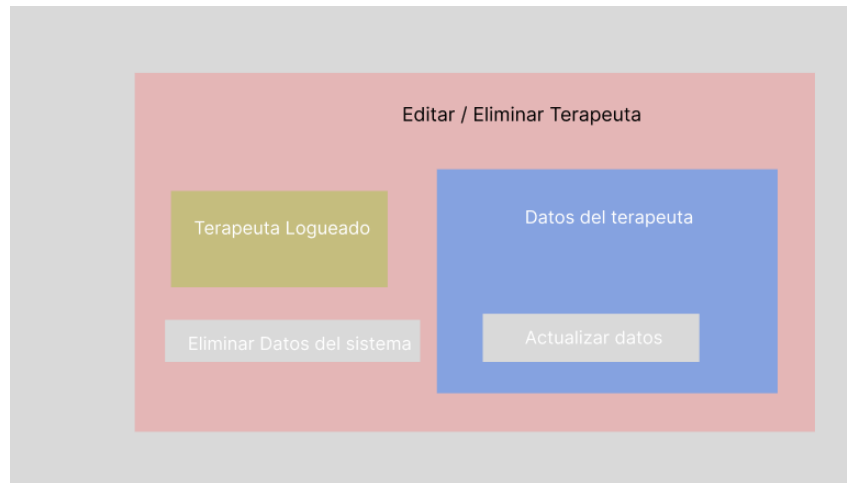 Editar / Eliminar Terapeuta
Terapeuta Logueado
Datos del terapeuta
Eliminar Datos del sistema
Actualizar datos